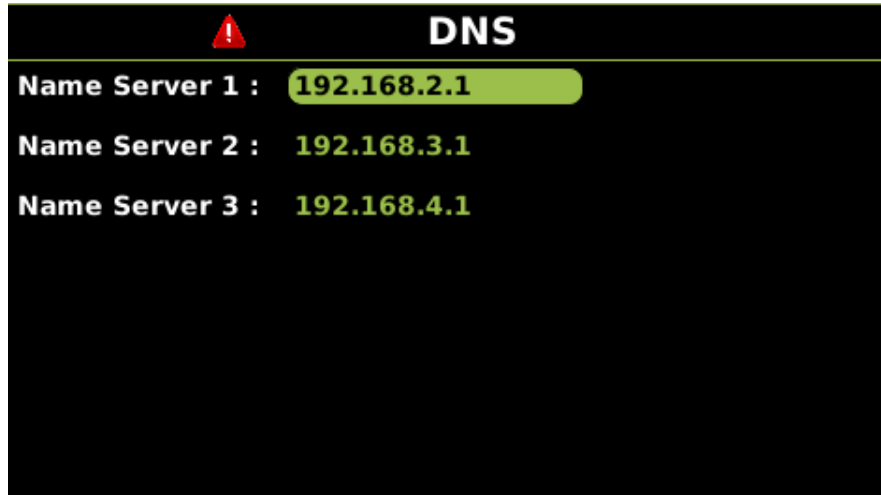 DNS
Name Server 1 : 192.168.2.1
Name Server 2 : 192.168.3.1
Name Server 3 : 192.168.4.1